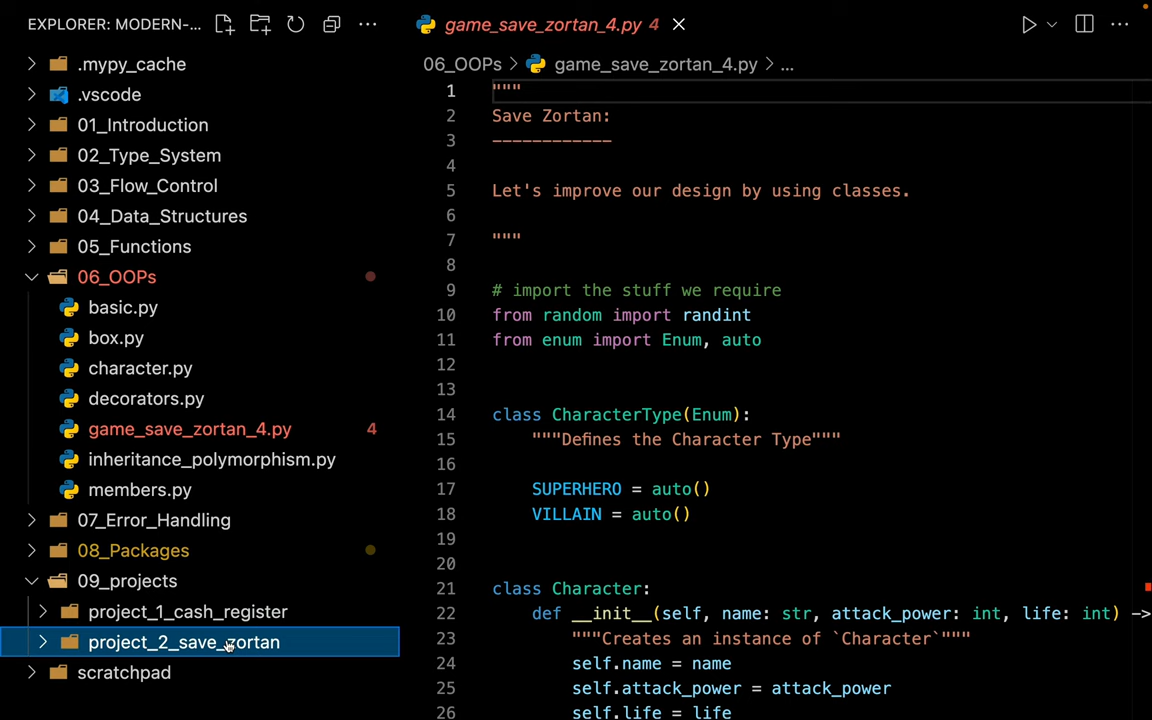 EXPLORER: MODERN-...
.mypy_cache
.vscode
01_Introduction
02_Type_System
03_Flow_Control
04_Data_Structures
05_Functions
06_OOPs
basic.py
box.py
character.py
decorators.py
game_save_zortan_4.py 4
inheritance_polymorphism.py
members.py
07_Error_Handling
08_Packages
09_projects
project_1_cash_register
project_2_save_zortan
scratchpad
game_save_zortan_4.py 4
06_OOPs > game_save_zortan_4.py > ...
1 """
2 Save Zortan:
3 ------------
4
5 Let's improve our design by using classes.
6
7 """
8
9 # import the stuff we require
10 from random import randint
11 from enum import Enum, auto
12
13
14 class CharacterType(Enum):
15 """Defines the Character Type"""
16
17 SUPERHERO = auto()
18 VILLAIN = auto()
19
20
21 class Character:
22 def __init__(self, name: str, attack_power: int, life: int) ->
23 """Creates an instance of `Character`"""
24 self.name = name
25 self.attack_power = attack_power
26 self.life = life